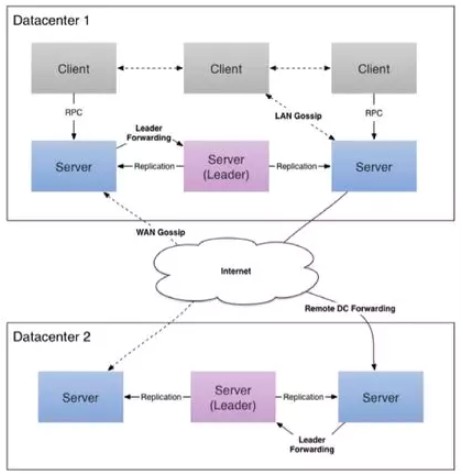 Datacenter 1
Client
Client
Client
RPC
LAN Gossip
RPC
Leader
Forwarding
Server
Replication
Server
(Leader)
Replication
Server
WAN Gossip
Internet
Remote DC Forwarding
Datacenter 2
Server
Replication
Server
(Leader)
Replication
Server
Leader
Forwarding